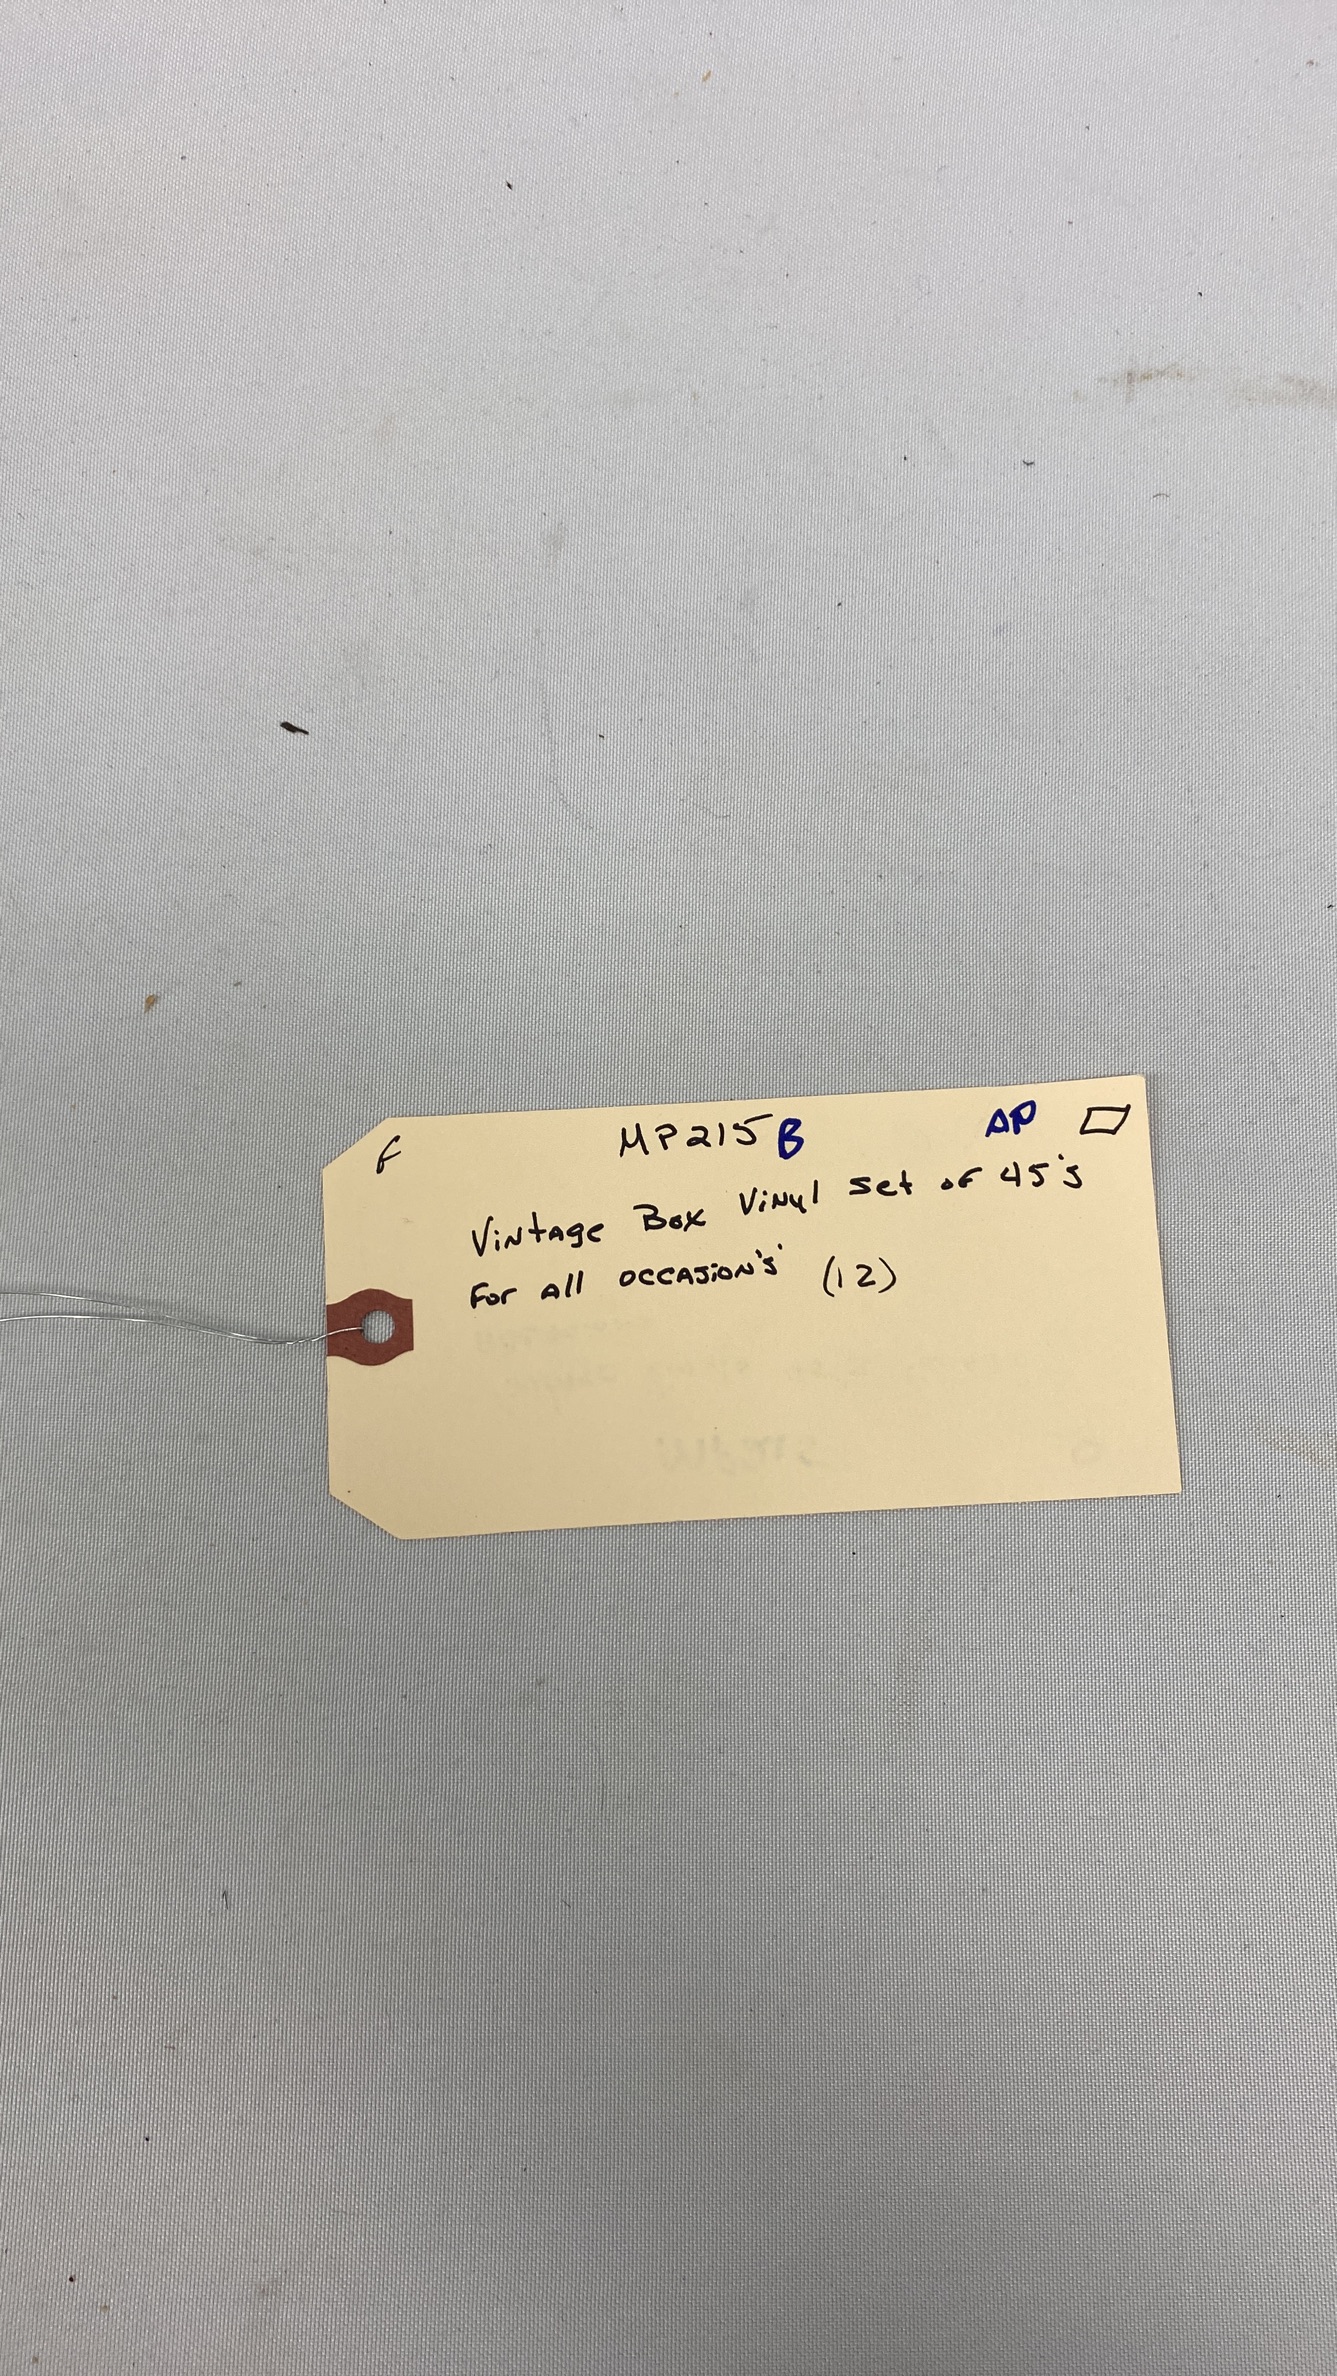 F MP215B AP
Vintage Box Vinyl set of 45's
For all occasion's' (12)